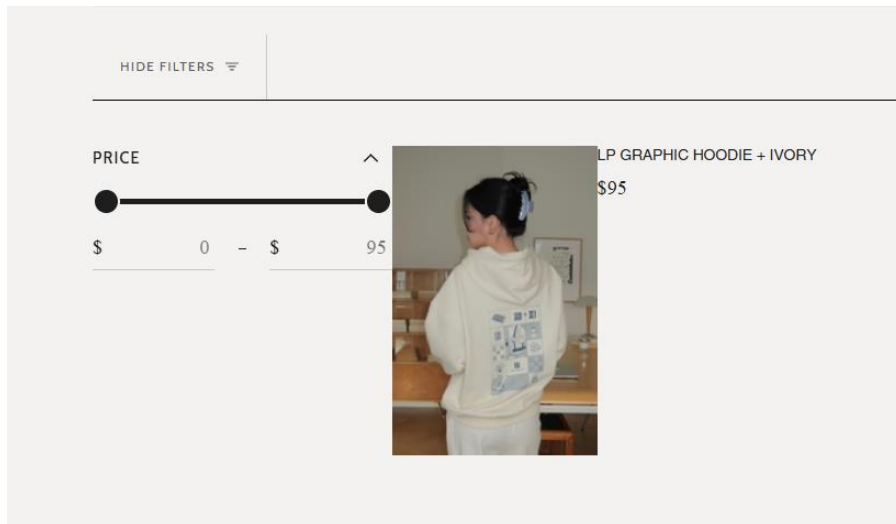 HIDE FILTERS
PRICE
$ 0 – $ 95
LP GRAPHIC HOODIE + IVORY
$95